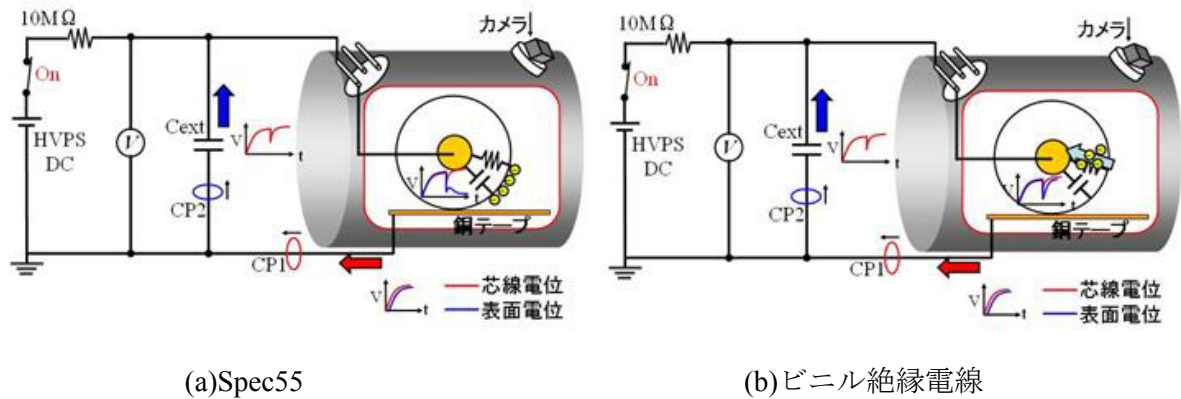 10MΩ
On
HVPS
DC
V
Cext
CP2
V
t
カメラ
V
t
銅テープ
CP1
V
t
芯線電位
表面電位
(a)Spec55
10MΩ
On
HVPS
DC
V
Cext
CP2
V
t
カメラ
V
t
銅テープ
CP1
V
t
芯線電位
表面電位
(b)ビニル絶縁電線